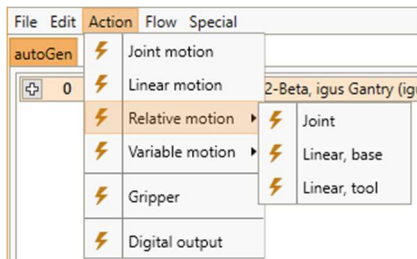 File Edit Action Flow Special
autoGen
Joint motion
Linear motion
0 2-Beta, igus Gantry (igu
Relative motion
Joint
Variable motion
Linear, base
Linear, tool
Gripper
Digital output